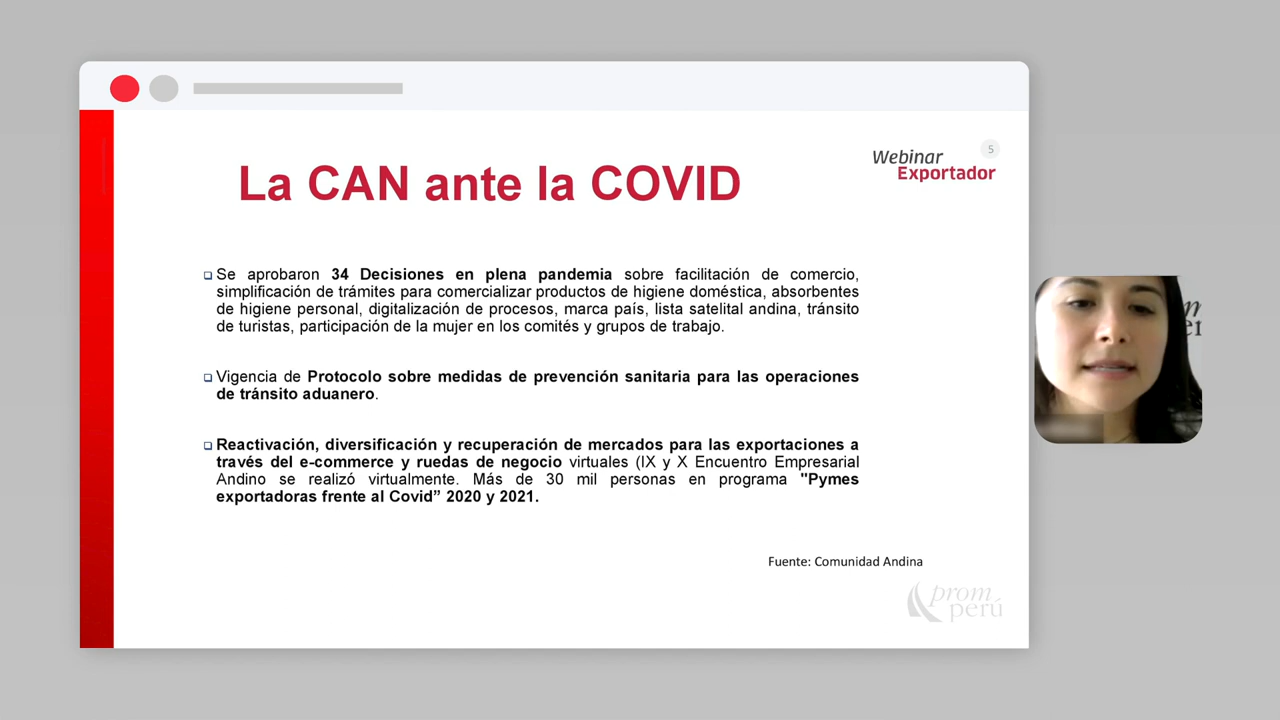 Webinar
Exportador
5
La CAN ante la COVID
Se aprobaron 34 Decisiones en plena pandemia sobre facilitación de comercio,
simplificación de trámites para comercializar productos de higiene doméstica, absorbentes
de higiene personal, digitalización de procesos, marca país, lista satelital andina, tránsito
de turistas, participación de la mujer en los comités y grupos de trabajo.
Vigencia de Protocolo sobre medidas de prevención sanitaria para las operaciones
de tránsito aduanero.
Reactivación, diversificación y recuperación de mercados para las exportaciones a
través del e-commerce y ruedas de negocio virtuales (IX y X Encuentro Empresarial
Andino se realizó virtualmente. Más de 30 mil personas en programa "Pymes
exportadoras frente al Covid” 2020 y 2021.
Fuente: Comunidad Andina
prom
perú